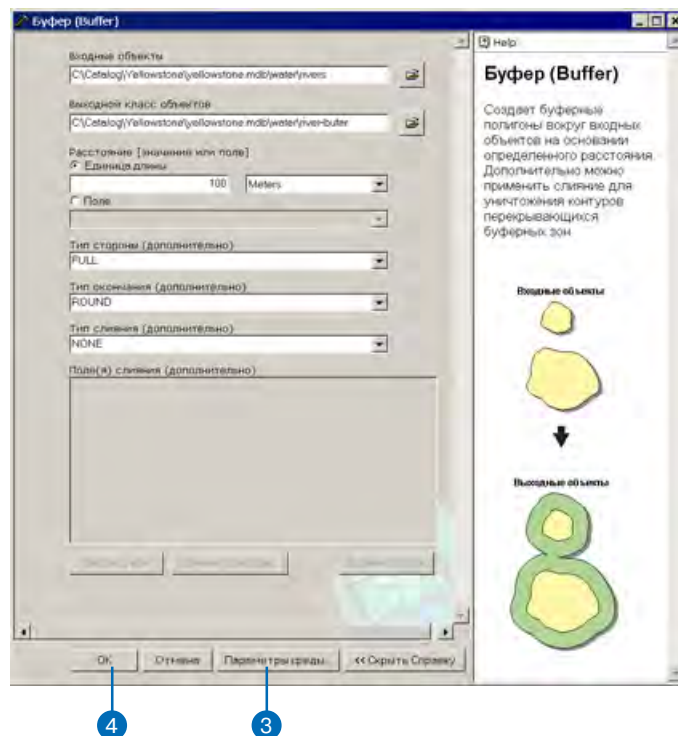 Буфер (Buffer)
Входные объекты
C:\Catalog\Yellowstone\yellowstone.mdb\water\rivers
Выходной класс объектов
C:\Catalog\Yellowstone\yellowstone.mdb\water\river-bufer
Расстояние [значение или поле]
Единица длины
100 Meters
Поле
Тип стороны (дополнительно)
FULL
Тип окончания (дополнительно)
ROUND
Тип слияния (дополнительно)
NONE
Поле(я) слияния (дополнительно)
OK Отмена Параметры среды... << Скрыть Справку
4 3
Help
Буфер (Buffer)
Создает буферные
полигоны вокруг входных
объектов на основании
определенного расстояния.
Дополнительно можно
применить слияние для
уничтожения контуров
перекрывающихся
буферных зон
Входные объекты
Выходные объекты